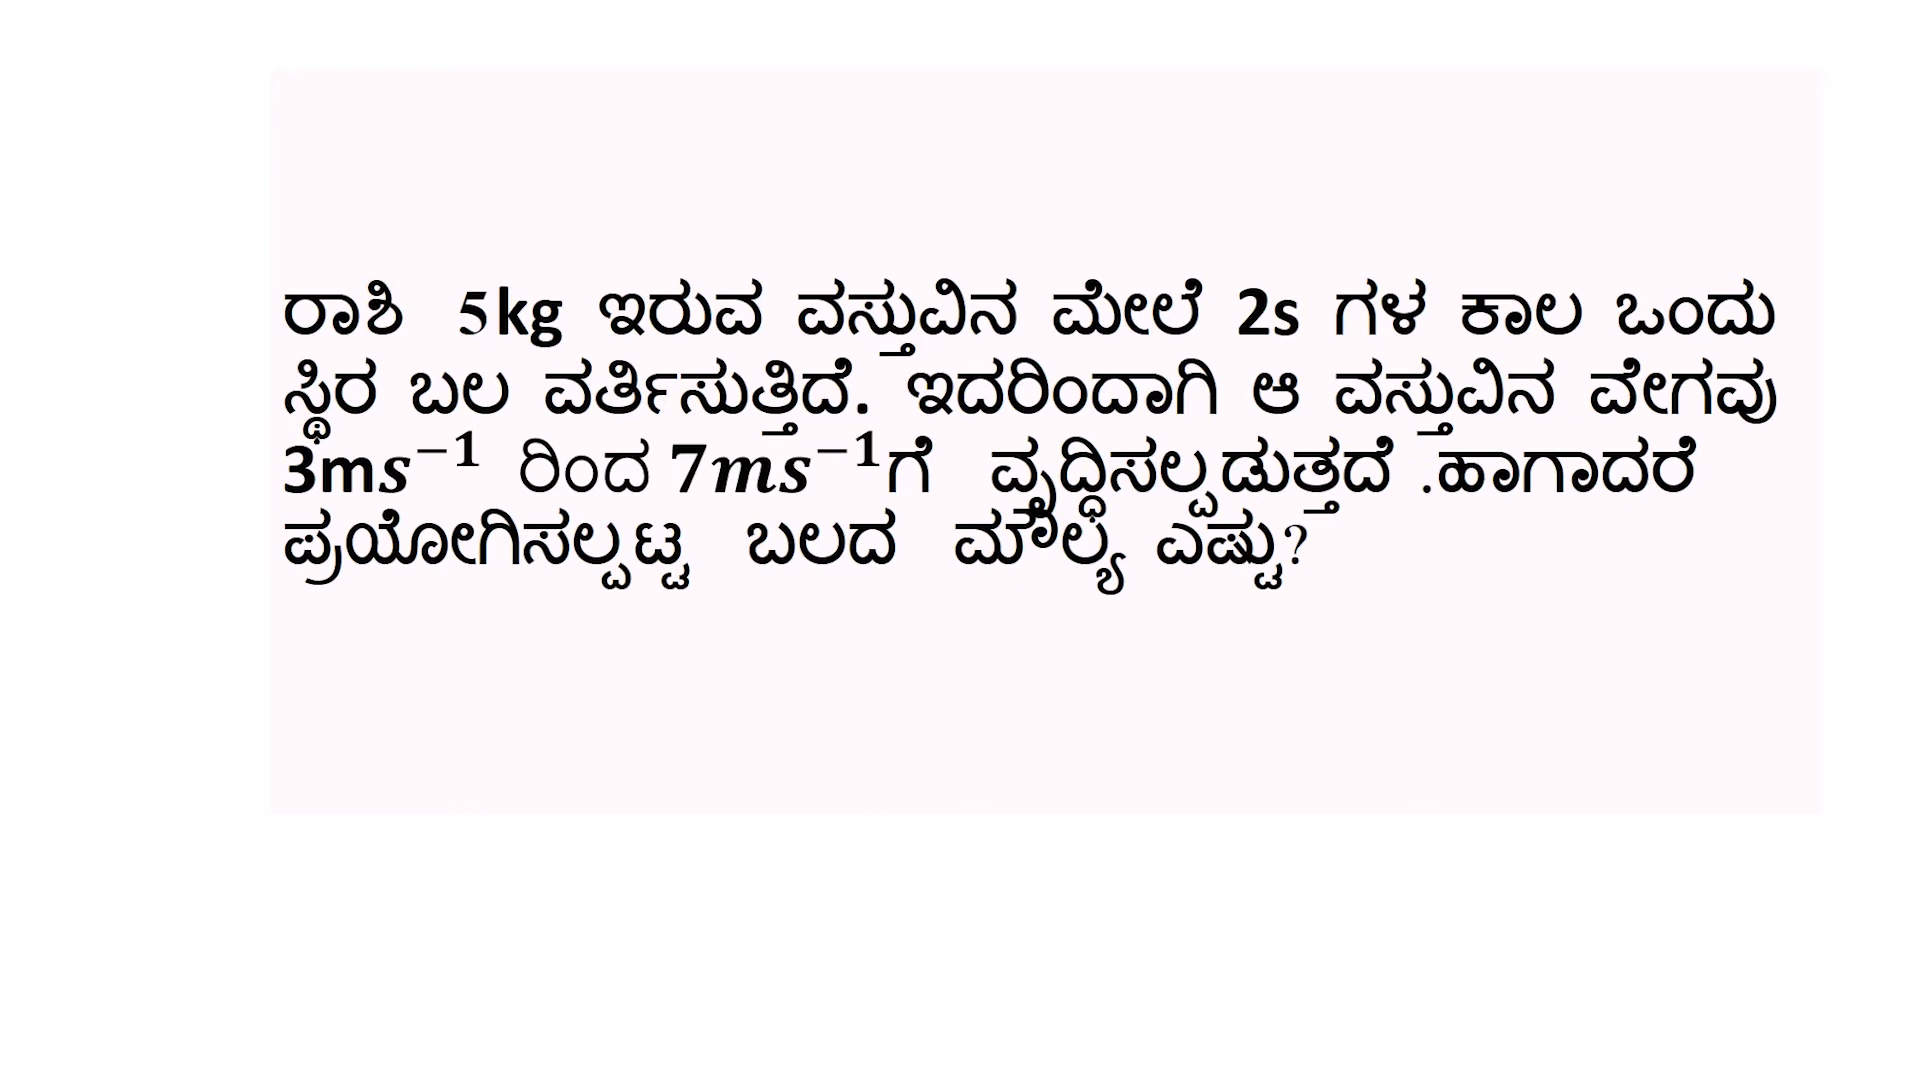 ರಾಶಿ 5kg ಇರುವ ವಸ್ತುವಿನ ಮೇಲೆ 2s ಗಳ ಕಾಲ ಒಂದು
ಸ್ಥಿರ ಬಲ ವರ್ತಿಸುತ್ತಿದೆ. ಇದರಿಂದಾಗಿ ಆ ವಸ್ತುವಿನ ವೇಗವು
3ms⁻¹ ರಿಂದ 7ms⁻¹ಗೆ ವೃದ್ಧಿಸಲ್ಪಡುತ್ತದೆ .ಹಾಗಾದರೆ
ಪ್ರಯೋಗಿಸಲ್ಪಟ್ಟ ಬಲದ ಮೌಲ್ಯ ಎಷ್ಟು?